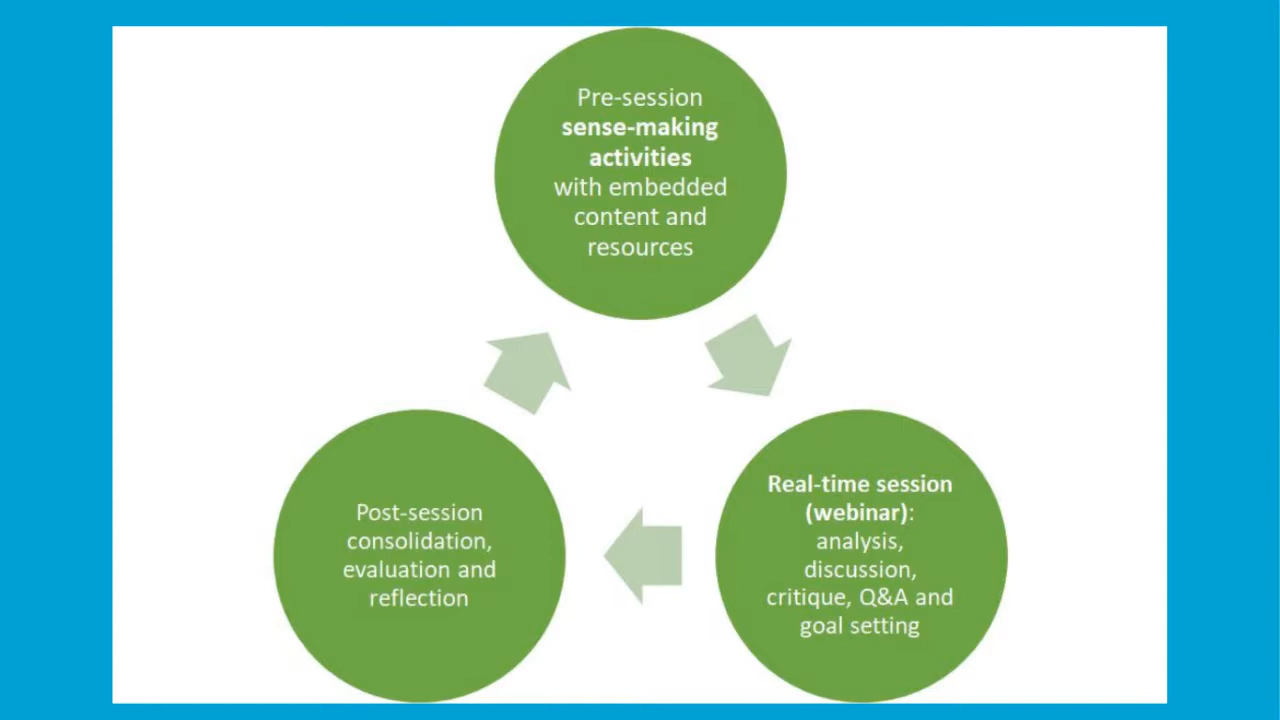 Pre-session
sense-making
activities
with embedded
content and
resources
Real-time session
(webinar):
analysis,
discussion,
critique, Q&A and
goal setting
Post-session
consolidation,
evaluation and
reflection